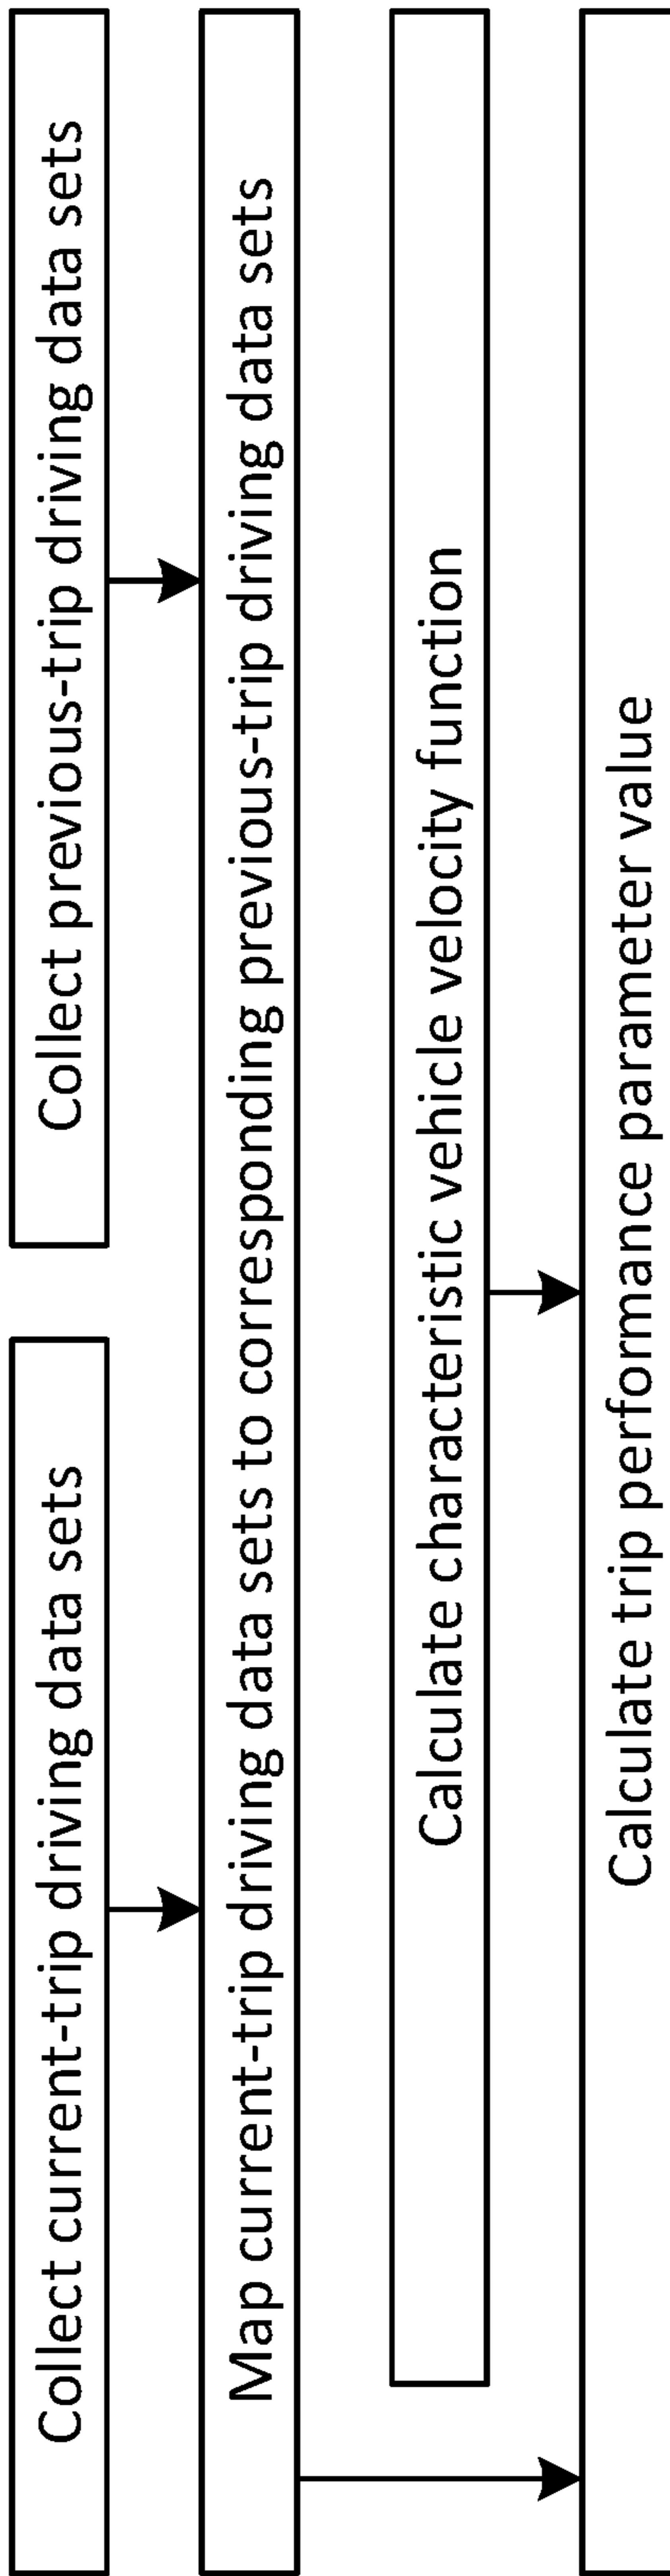 Collect current-trip driving data sets
Collect previous-trip driving data sets
Map current-trip driving data sets to corresponding previous-trip driving data sets
Calculate characteristic vehicle velocity function
Calculate trip performance parameter value